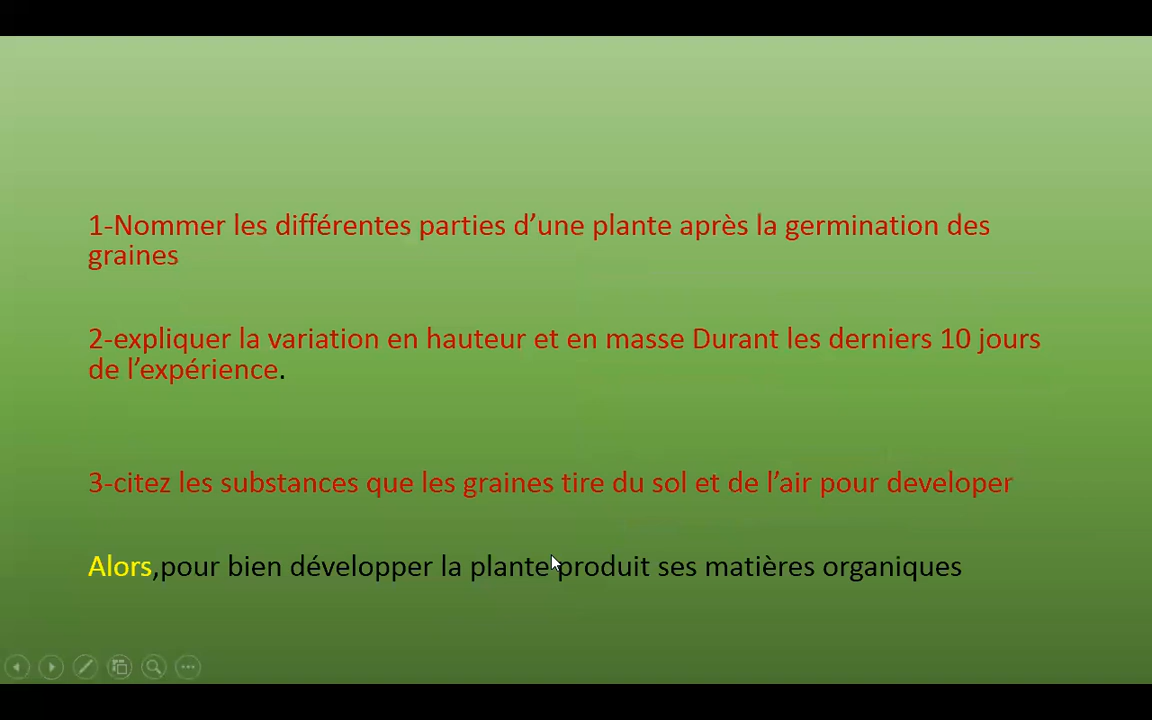 1-Nommer les différentes parties d’une plante après la germination des
graines
2-expliquer la variation en hauteur et en masse Durant les derniers 10 jours
de l’expérience.
3-citez les substances que les graines tire du sol et de l’air pour developer
Alors,pour bien développer la plante produit ses matières organiques